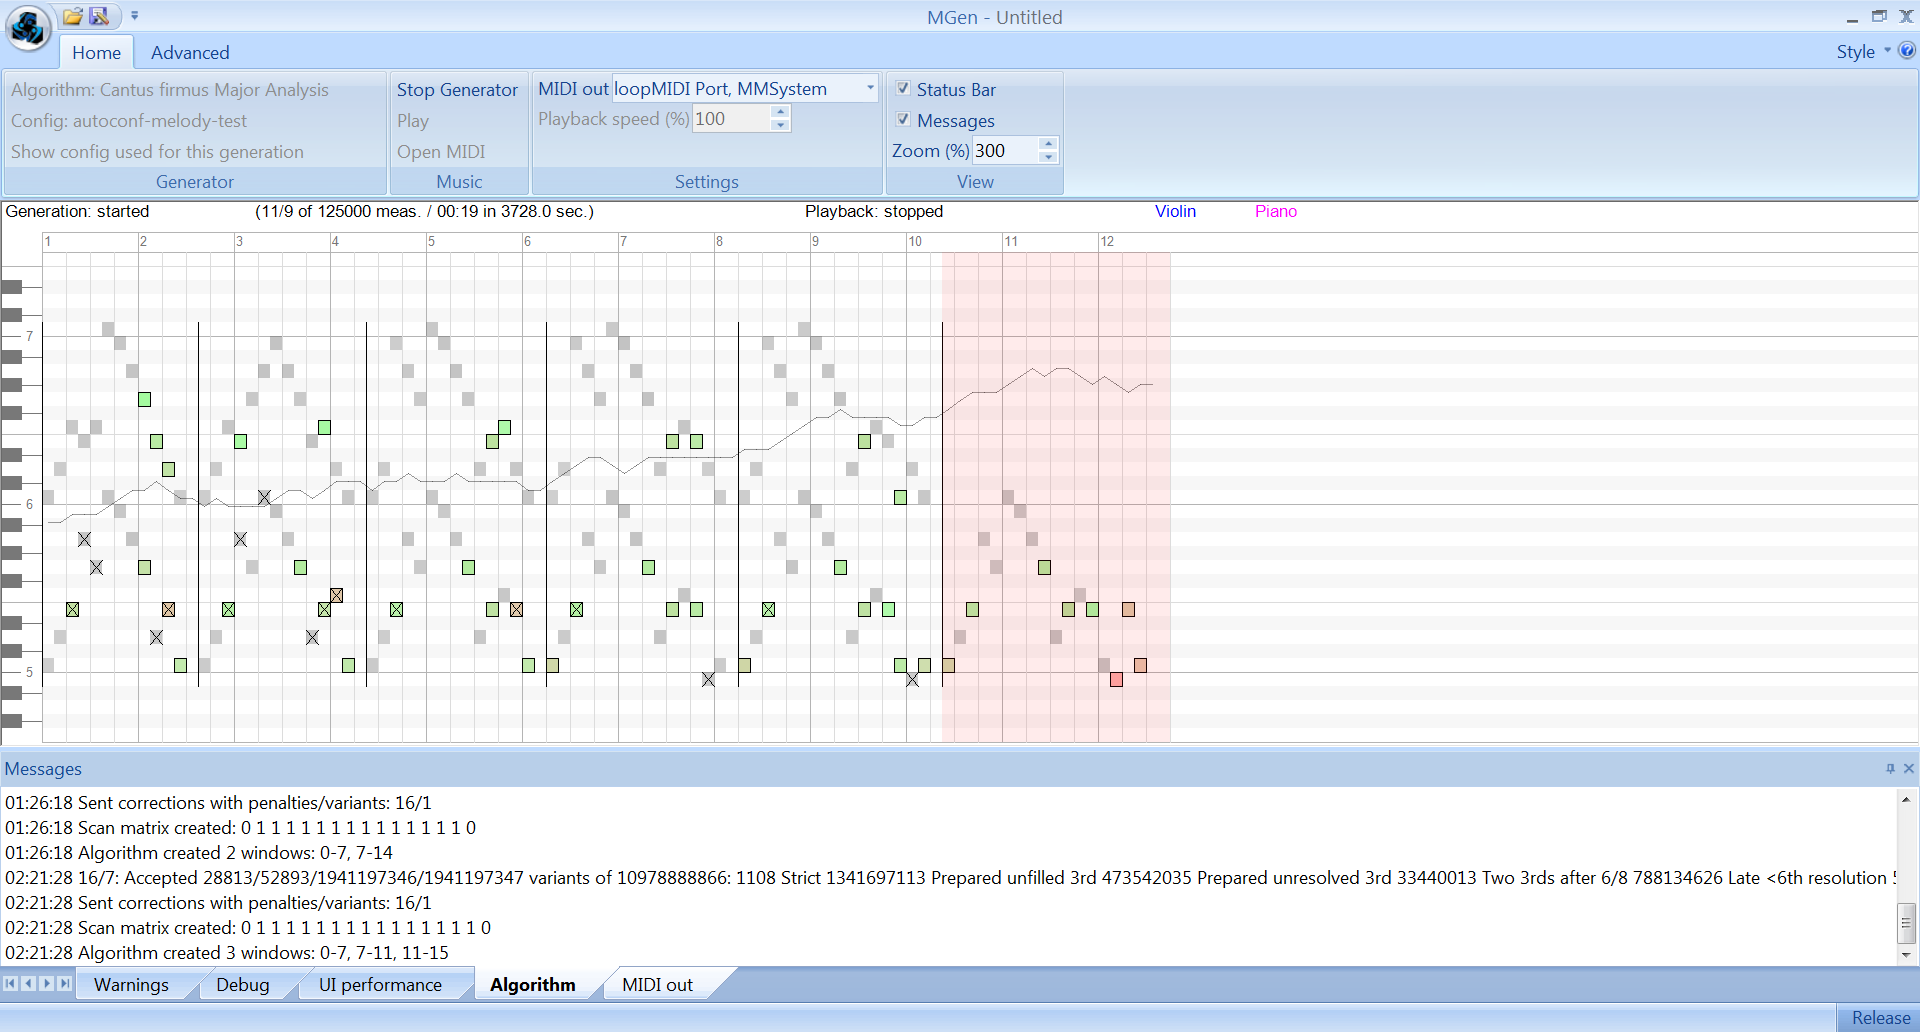 MGen - Untitled
Home Advanced Style
Algorithm: Cantus firmus Major Analysis
Config: autoconf-melody-test
Show config used for this generation
Generator
Stop Generator
Play
Open MIDI
Music
MIDI out loopMIDI Port, MMSystem
Playback speed (%) 100
Settings
Status Bar
Messages
Zoom (%) 300
View
Generation: started (11/9 of 125000 meas. / 00:19 in 3728.0 sec.) Playback: stopped Violin Piano
1 2 3 4 5 6 7 8 9 10 11 12
7
6
5
Messages
01:26:18 Sent corrections with penalties/variants: 16/1
01:26:18 Scan matrix created: 0 1 1 1 1 1 1 1 1 1 1 1 1 1 1 0
01:26:18 Algorithm created 2 windows: 0-7, 7-14
02:21:28 16/7: Accepted 28813/52893/1941197346/1941197347 variants of 10978888866: 1108 Strict 1341697113 Prepared unfilled 3rd 473542035 Prepared unresolved 3rd 33440013 Two 3rds after 6/8 788134626 Late <6th resolution
02:21:28 Sent corrections with penalties/variants: 16/1
02:21:28 Scan matrix created: 0 1 1 1 1 1 1 1 1 1 1 1 1 1 1 1 0
02:21:28 Algorithm created 3 windows: 0-7, 7-11, 11-15
Warnings Debug UI performance Algorithm MIDI out
Release